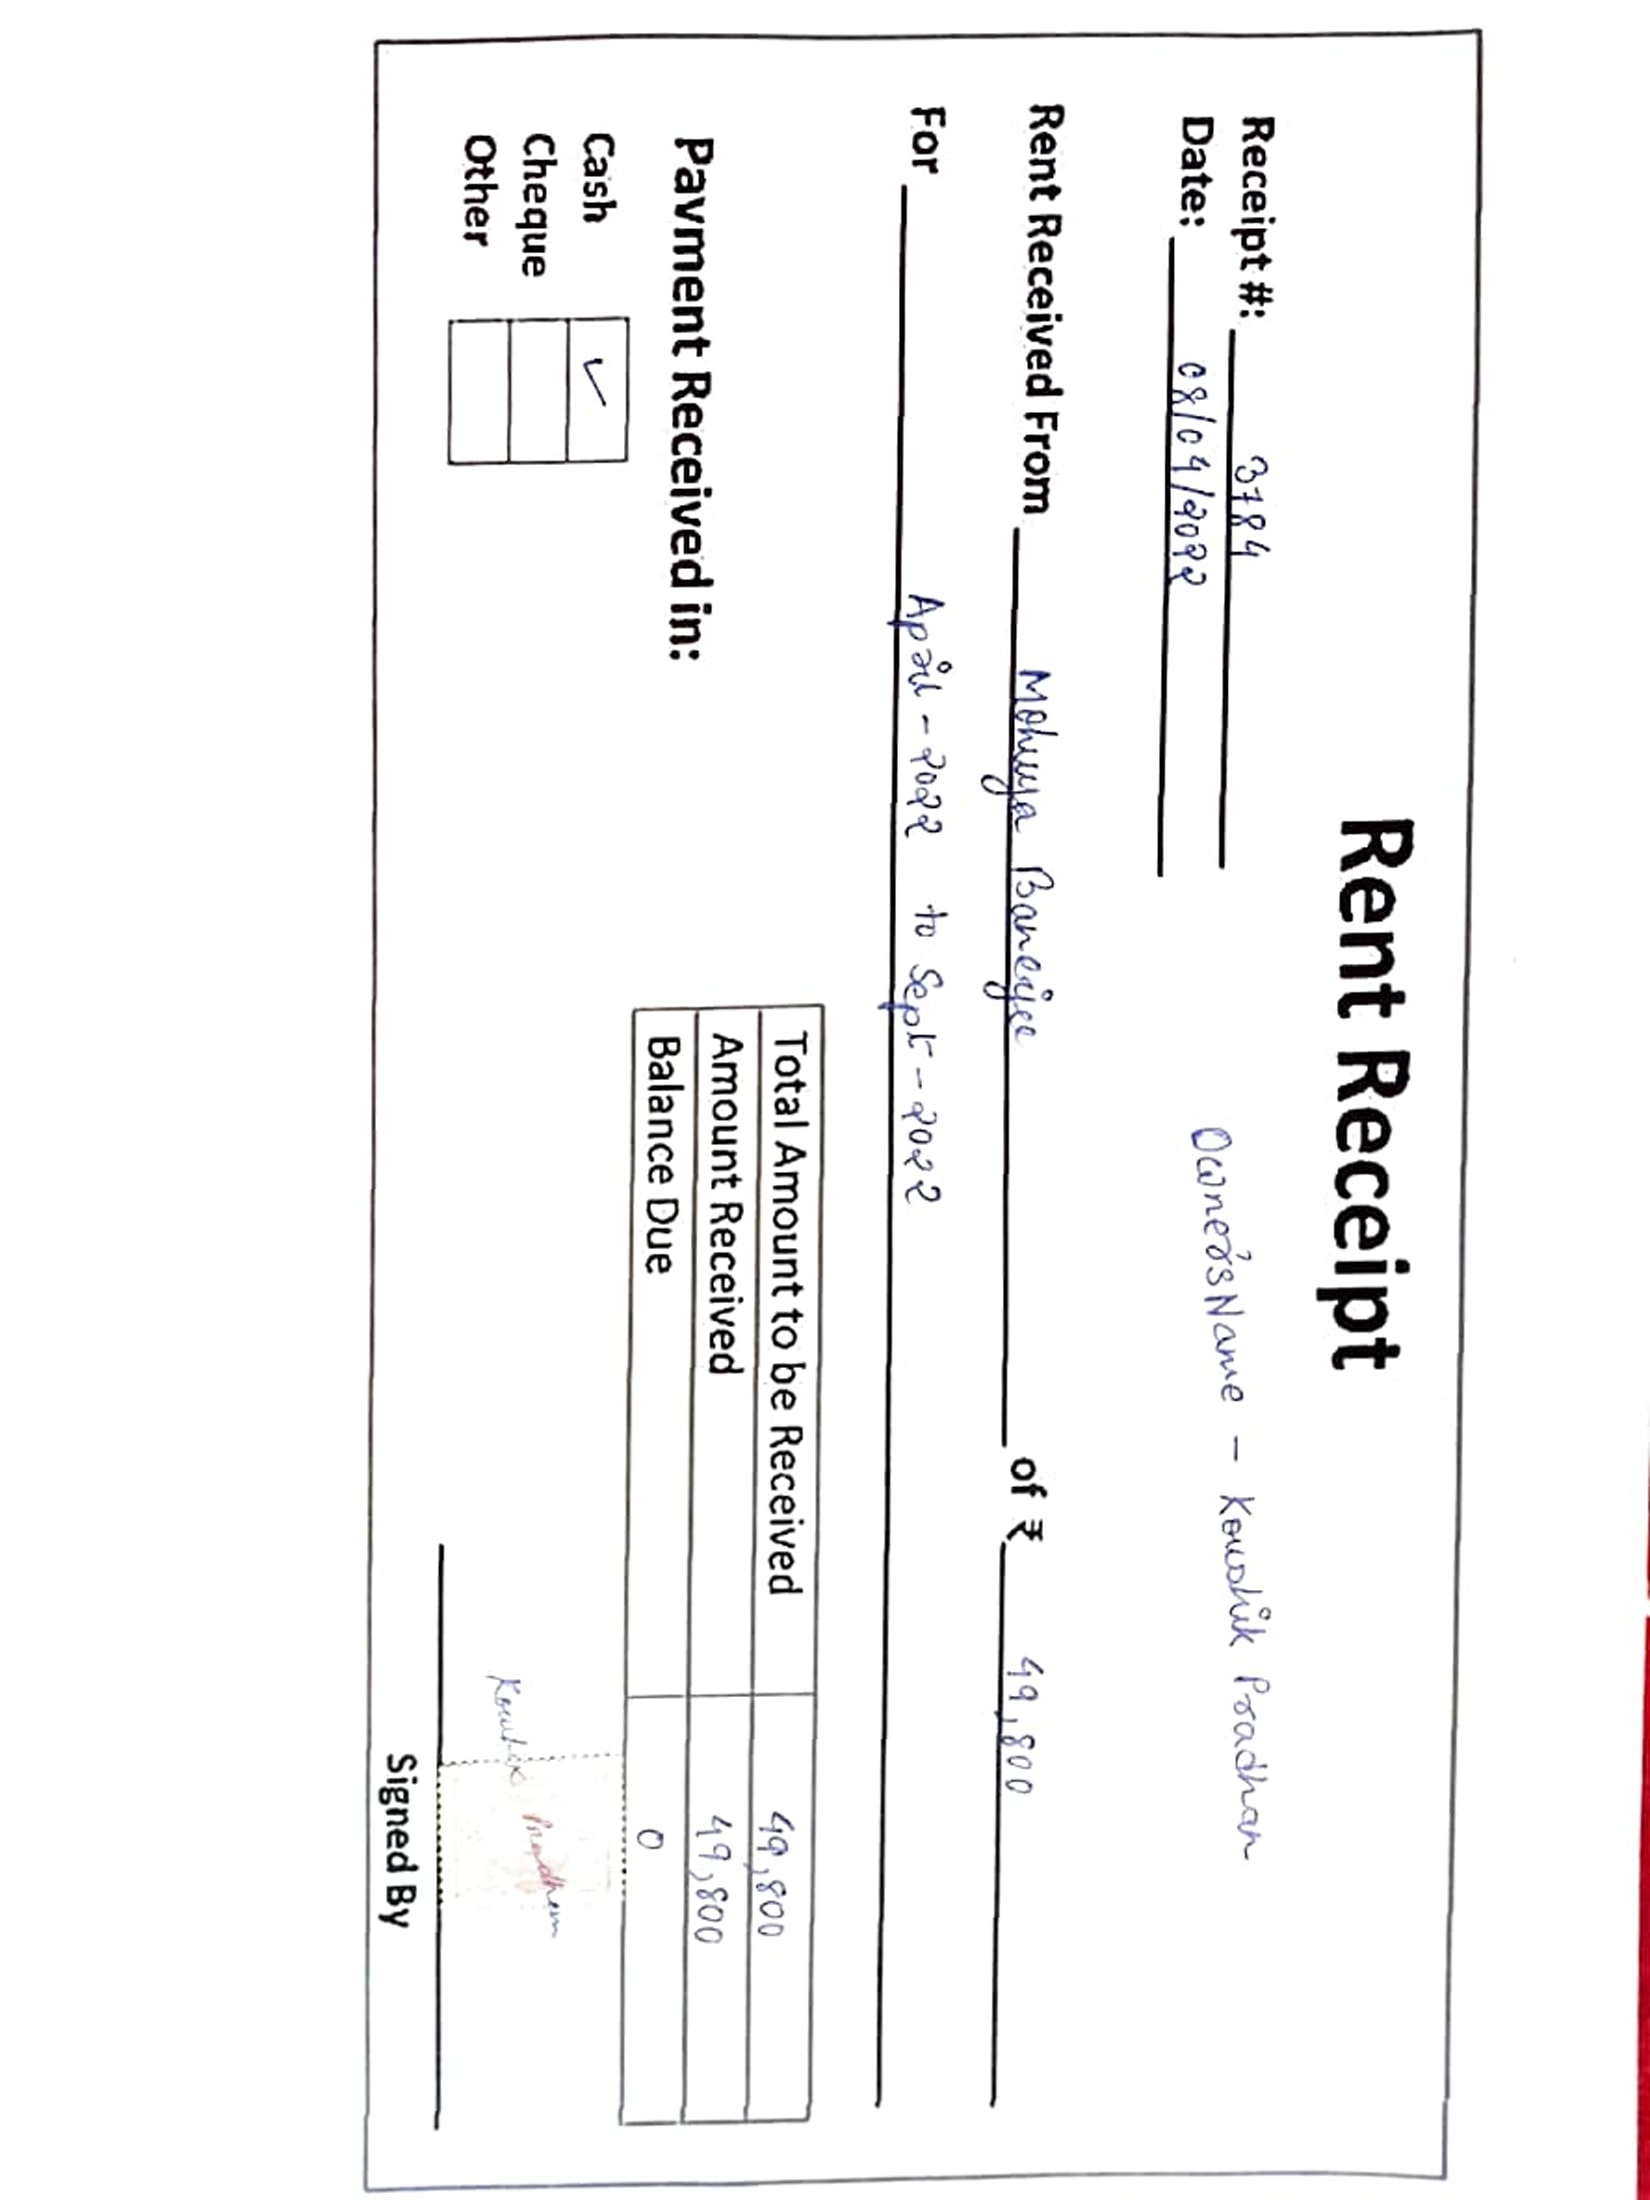 Rent Receipt
Receipt #: 3784
Owner's Name - Koushik Pradhan
Date: 08/04/2022
Rent Received From Mohuya Banerjee of ₹ 49,800
For April-2022 to Sept-2022
Payment Received in:
Total Amount to be Received 49,800
Amount Received 49,800
Balance Due 0
Cash ✓
Cheque
Other
Koushik Pradhan
Signed By